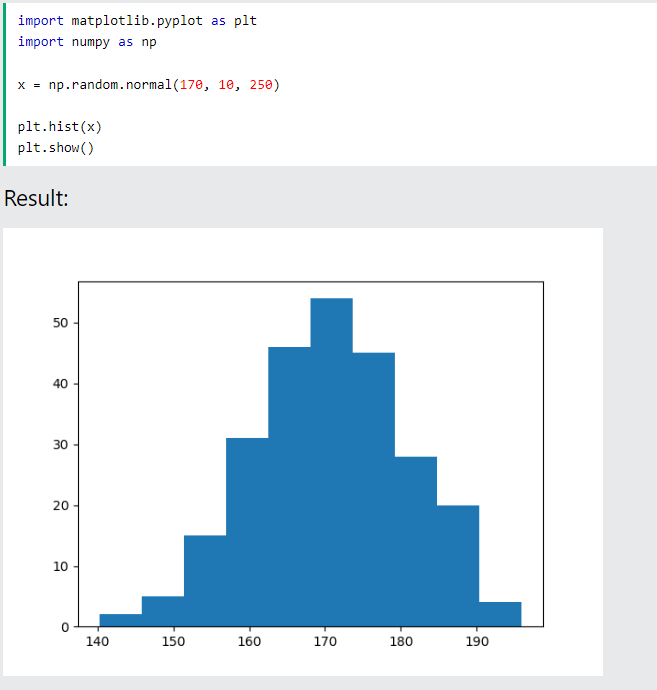 import matplotlib.pyplot as plt
import numpy as np
x = np.random.normal(170, 10, 250)
plt.hist(x)
plt.show()
Result:
50
40
30
20
10
0
140 150 160 170 180 190